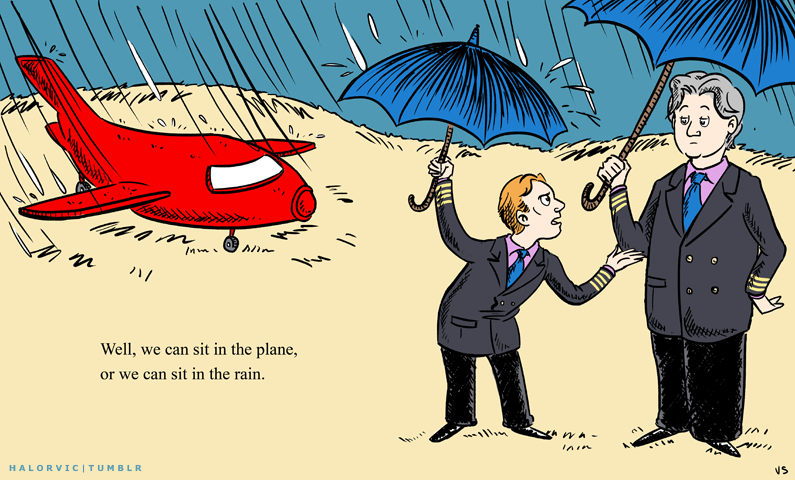 Well, we can sit in the plane,
or we can sit in the rain.
HALORVIC|TUMBLR
VS